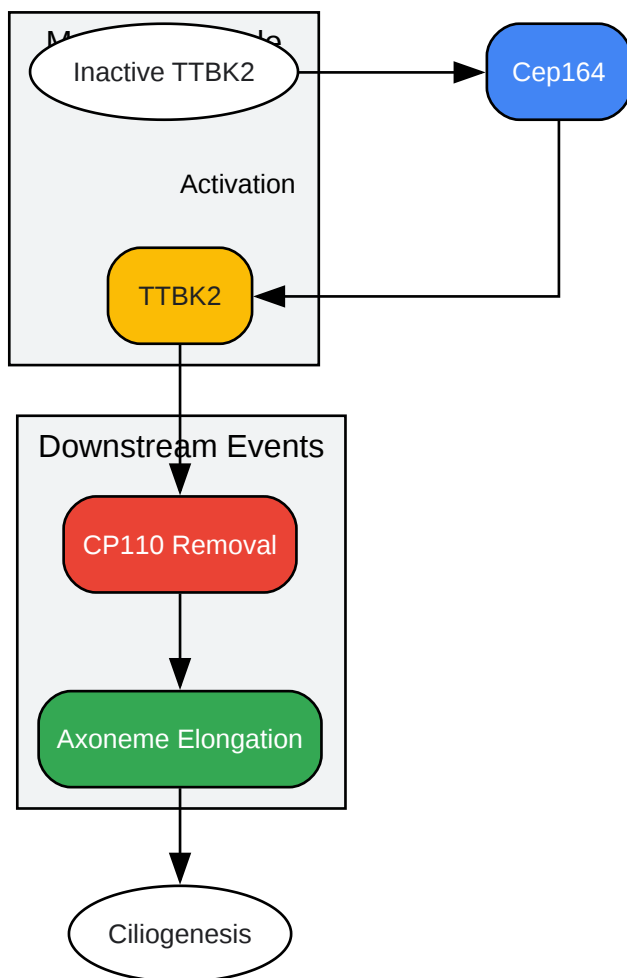 Inactive TTBK2
Cep164
Activation
TTBK2
Downstream Events
CP110 Removal
Axoneme Elongation
Ciliogenesis